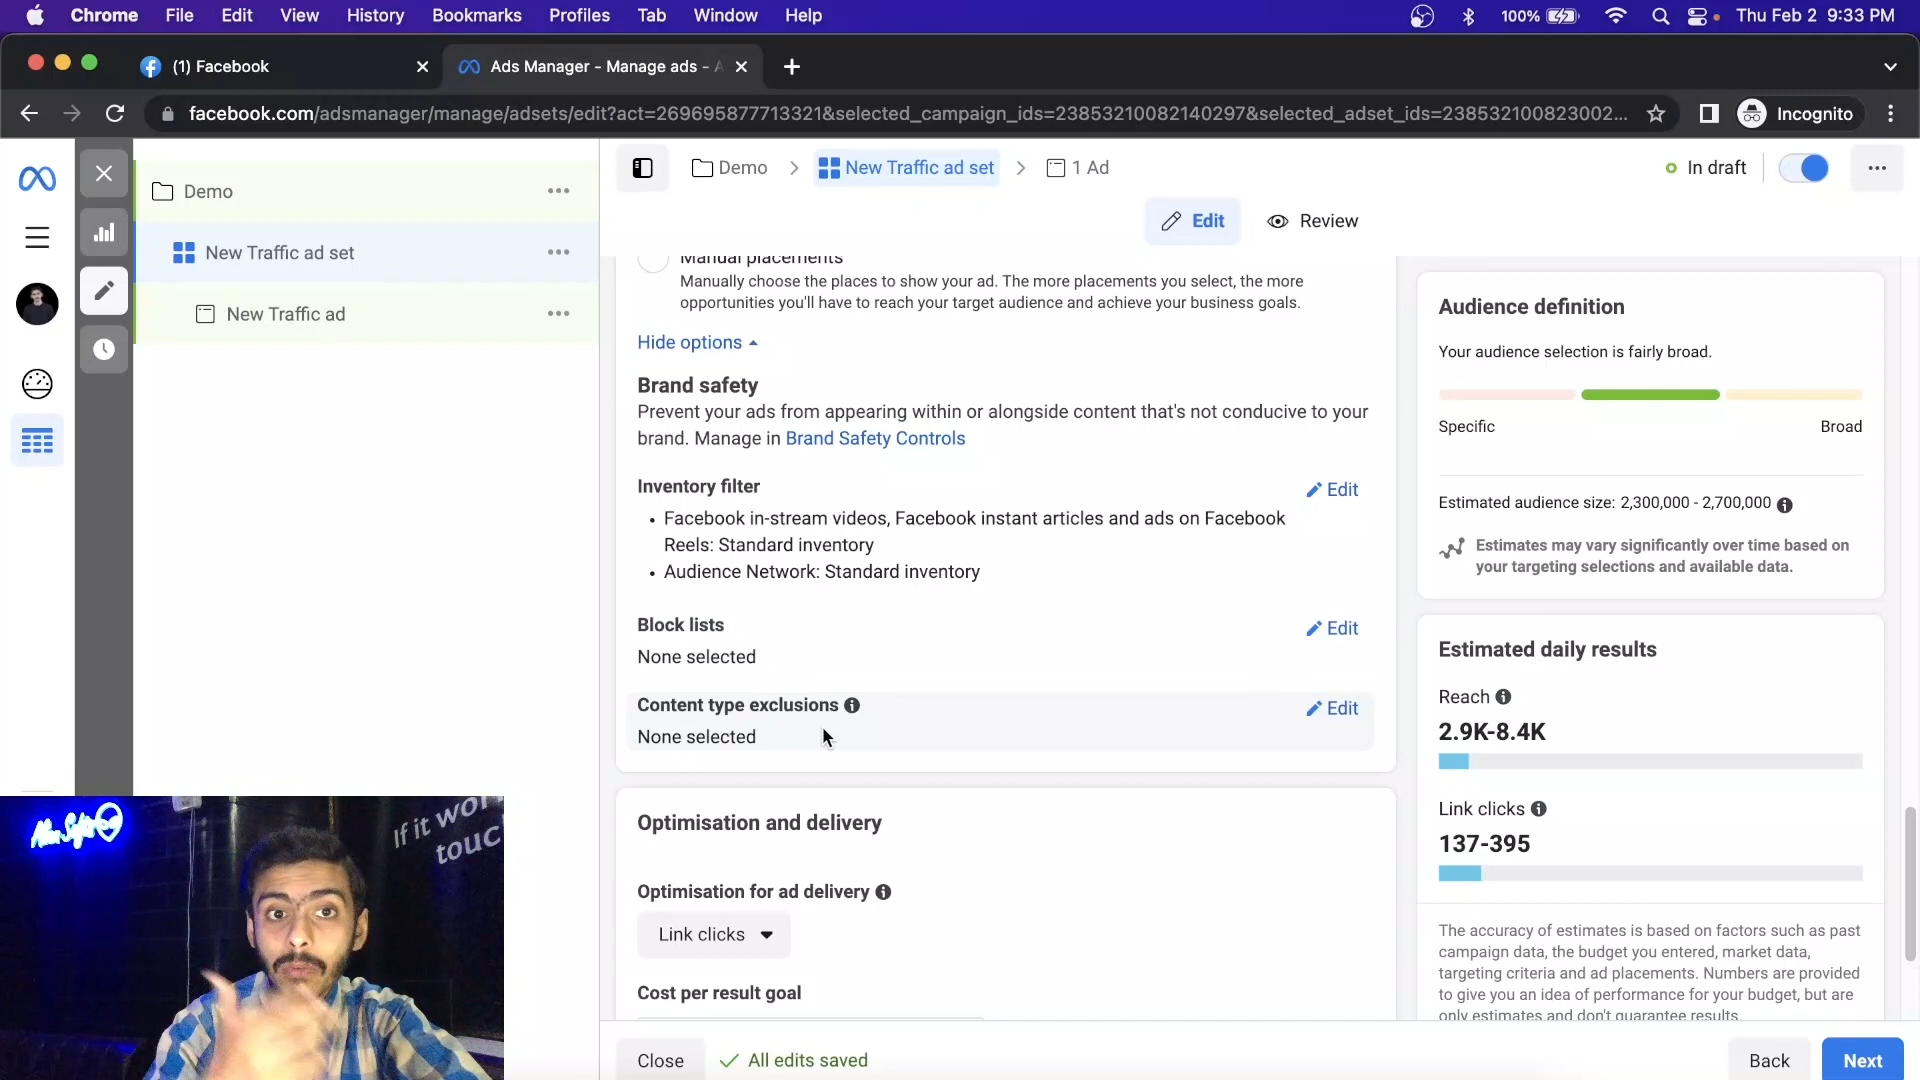 Chrome File Edit View History Bookmarks Profiles Tab Window Help 100% Thu Feb 2 9:33 PM
(1) Facebook
Ads Manager - Manage ads - A
facebook.com/adsmanager/manage/adsets/edit?act=269695877713321&selected_campaign_ids=23853210082140297&selected_adset_ids=238532100823002...
Incognito
Demo
New Traffic ad set
New Traffic ad
Demo
New Traffic ad set
1 Ad
In draft
Edit
Review
Manual placements
Manually choose the places to show your ad. The more placements you select, the more
opportunities you'll have to reach your target audience and achieve your business goals.
Hide options
Brand safety
Prevent your ads from appearing within or alongside content that's not conducive to your
brand. Manage in Brand Safety Controls
Inventory filter
Edit
• Facebook in-stream videos, Facebook instant articles and ads on Facebook
Reels: Standard inventory
• Audience Network: Standard inventory
Block lists
Edit
None selected
Content type exclusions
Edit
None selected
Optimisation and delivery
Optimisation for ad delivery
Link clicks
Cost per result goal
Close
All edits saved
Back
Next
Audience definition
Your audience selection is fairly broad.
Specific
Broad
Estimated audience size: 2,300,000 - 2,700,000
Estimates may vary significantly over time based on
your targeting selections and available data.
Estimated daily results
Reach
2.9K-8.4K
Link clicks
137-395
The accuracy of estimates is based on factors such as past
campaign data, the budget you entered, market data,
targeting criteria and ad placements. Numbers are provided
to give you an idea of performance for your budget, but are
only estimates and don't guarantee results.
If it wor
touc